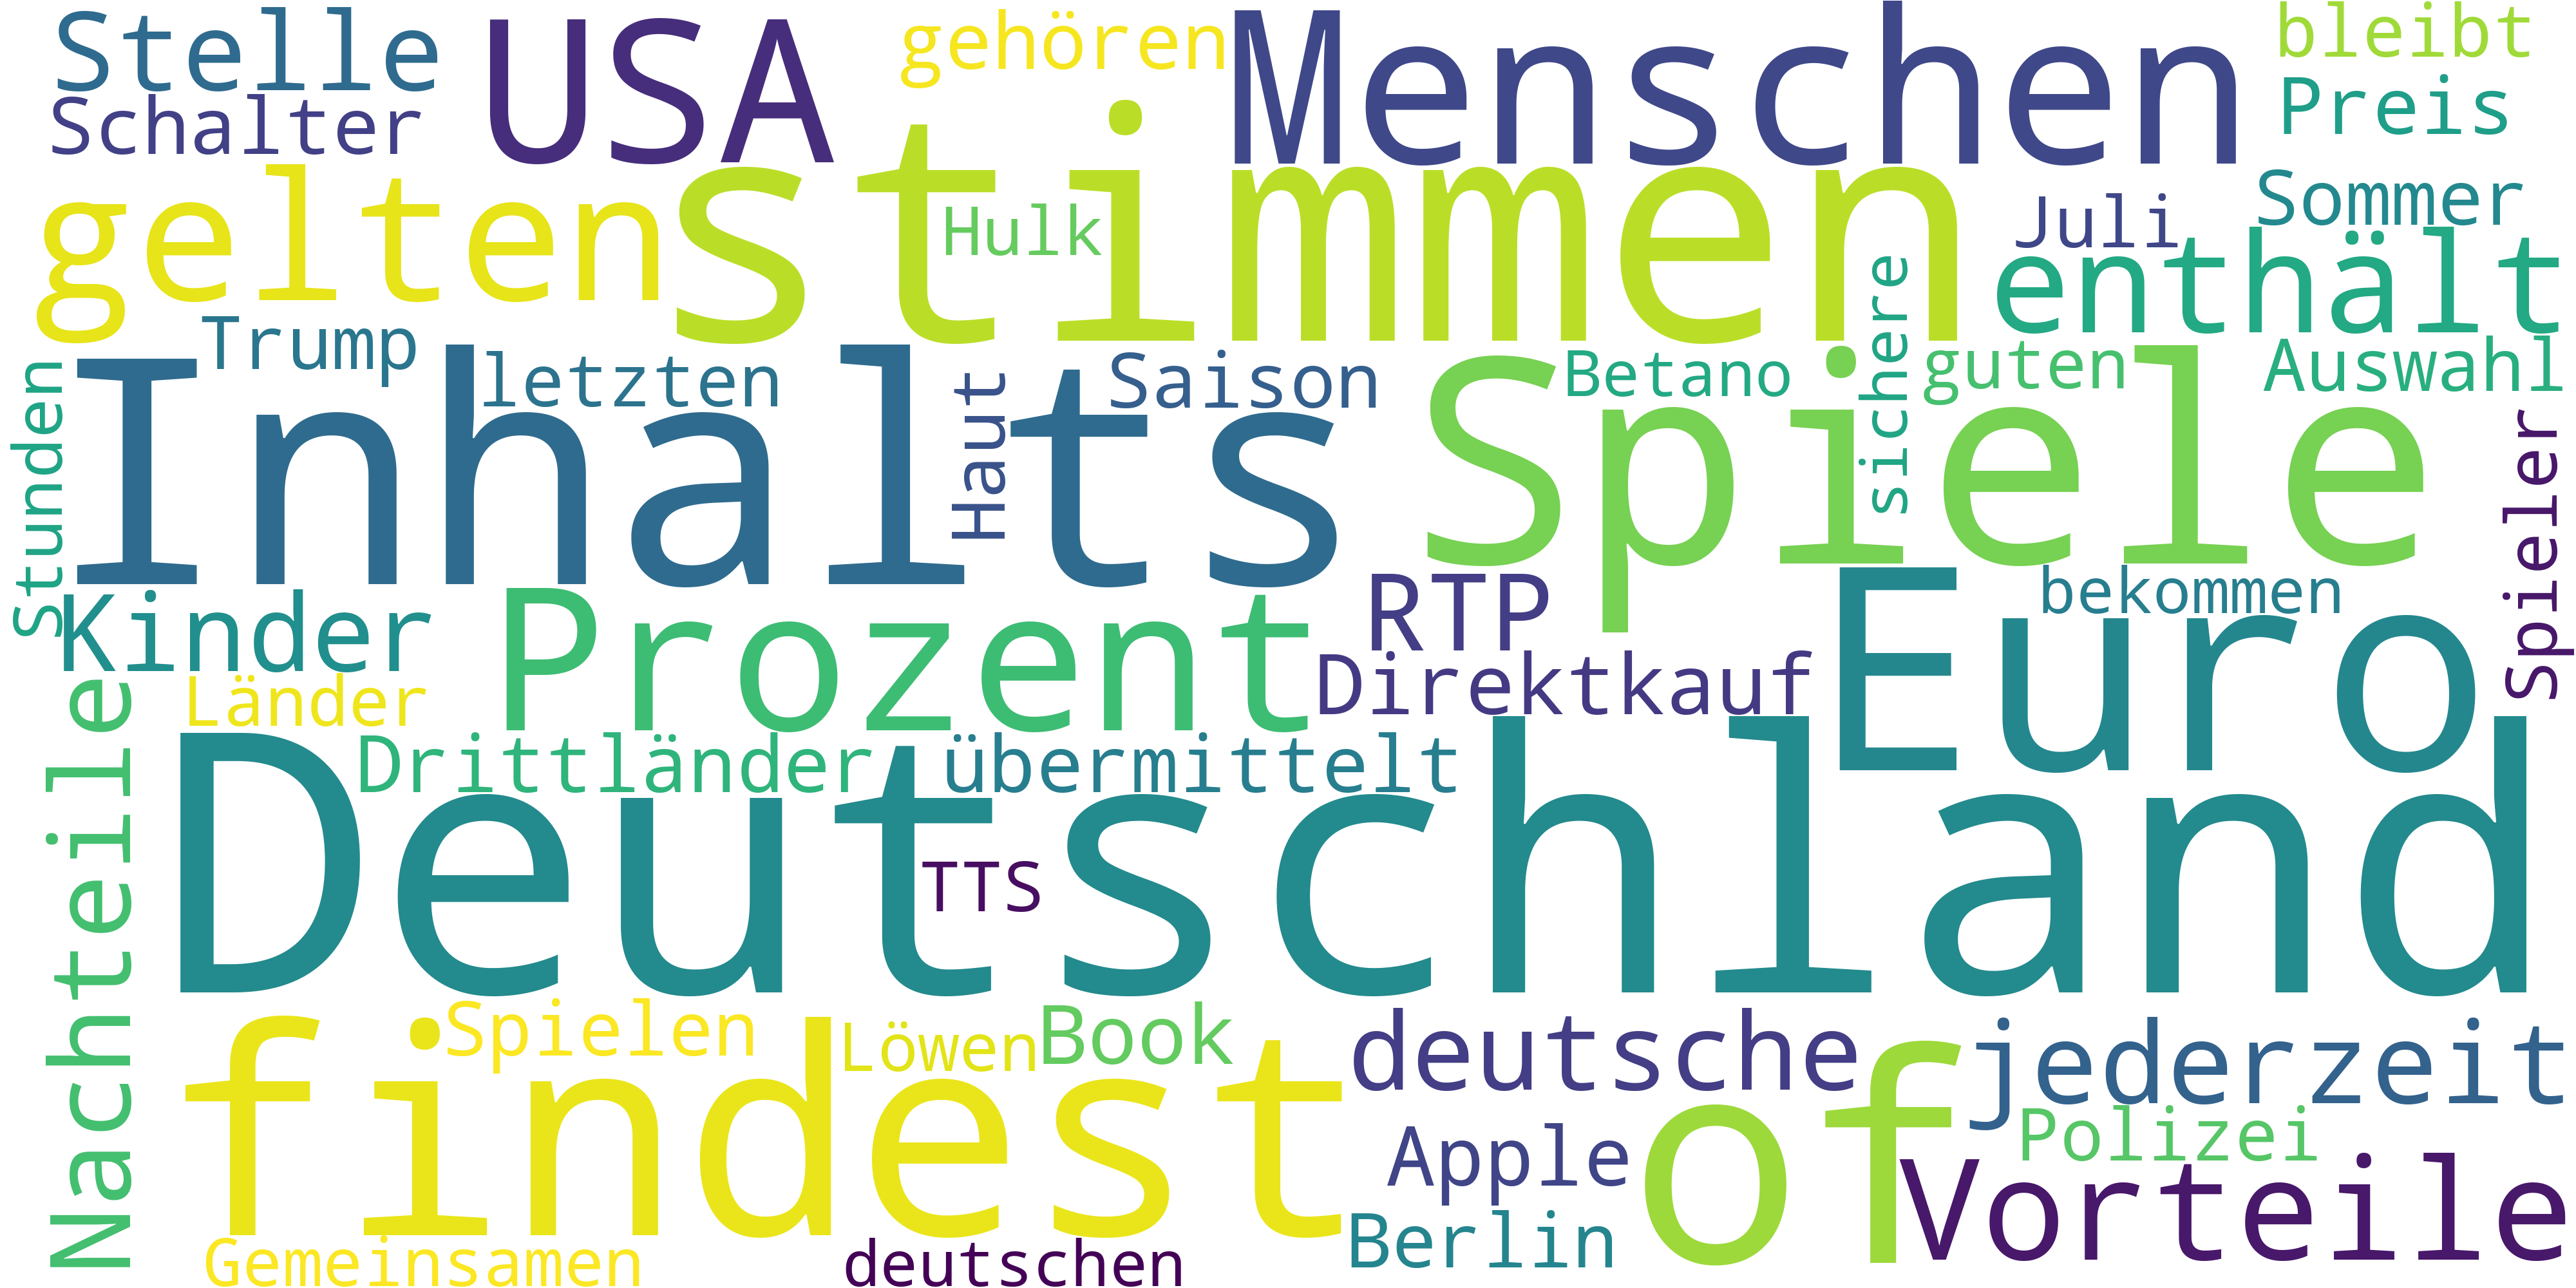 Stelle
USA
gehören
Menschen
bleibt
Schalter
Preis
gelten
stimmen
Hulk
Juli
Sommer
sichere
enthält
Trump
letzten
Inhalts
Haut
Saison
Spiele
Betano
guten
Auswahl
Stunden
Spieler
Kinder
Prozent
RTP
Euro
bekommen
Direktkauf
Länder
Nachteile
Drittländer
übermittelt
Deutschland
TTS
Spielen
findest
Löwen
Book
deutsche
of
jederzeit
Apple
Polizei
Vorteile
Berlin
Gemeinsamen
deutschen